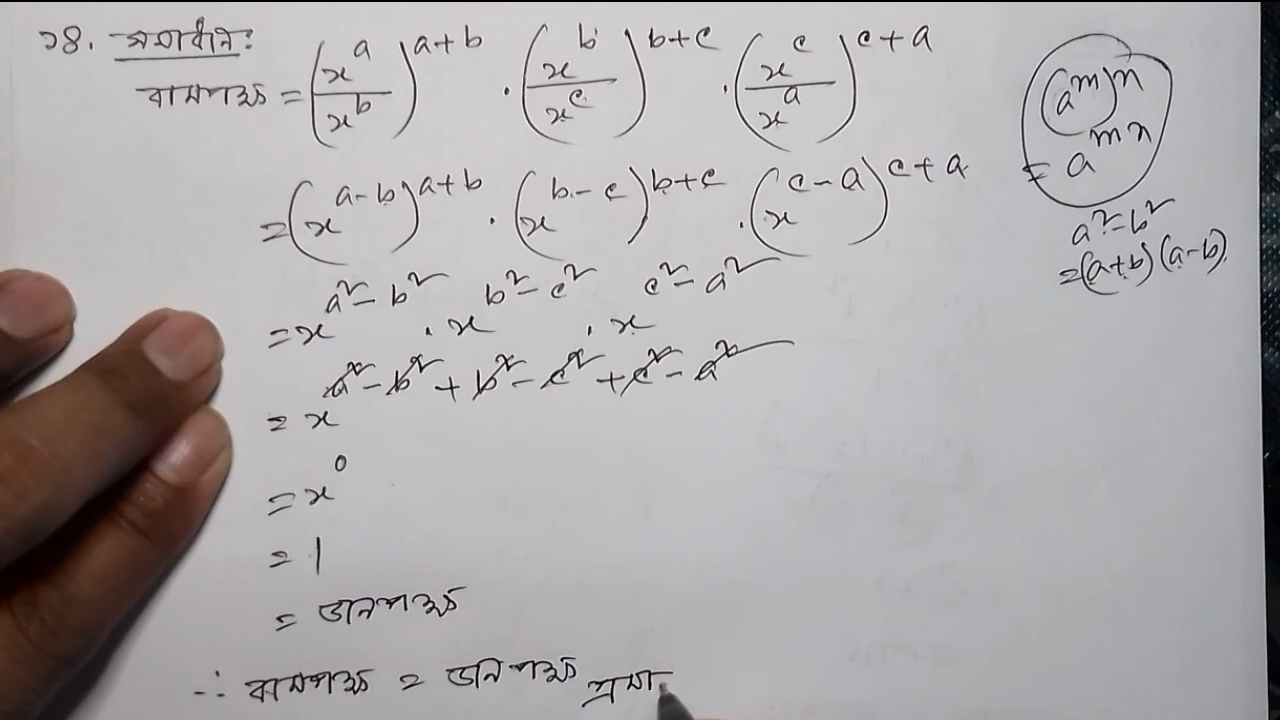 ১৪. সমাধান:
বামপক্ষ = (x^a/x^b)^(a+b) . (x^b/x^c)^(b+c) . (x^c/x^a)^(c+a)
= (x^(a-b))^(a+b) . (x^(b-c))^(b+c) . (x^(c-a))^(c+a)
= x^(a²-b²) . x^(b²-c²) . x^(c²-a²)
= x^(a²-b²+b²-c²+c²-a²)
= x^0
= 1
= ডানপক্ষ
∴ বামপক্ষ = ডানপক্ষ প্রমা
(a^m)^n
= a^(mn)
a²-b²
=(a+b)(a-b)